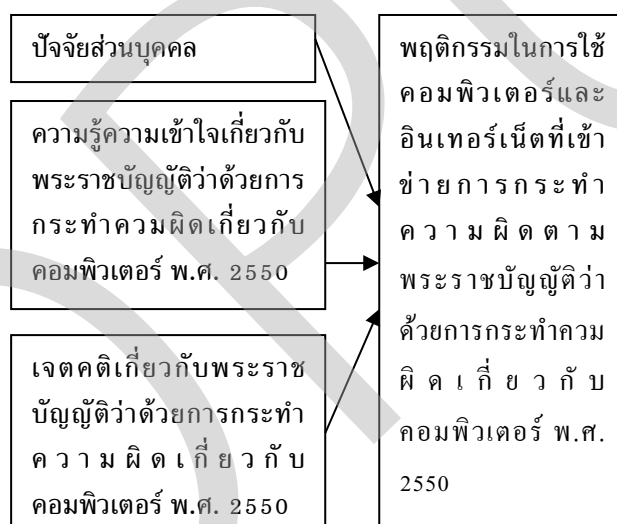 ปัจจัยส่วนบุคคล
ความรู้ความเข้าใจเกี่ยวกับ
พระราชบัญญัติว่าด้วยการ
กระทำควมผิดเกี่ยวกับ
คอมพิวเตอร์ พ.ศ. 2550
เจตคติเกี่ยวกับพระราช
บัญญัติว่าด้วยการกระทำ
ความผิดเกี่ยวกับ
คอมพิวเตอร์ พ.ศ. 2550
พฤติกรรมในการใช้
คอมพิวเตอร์และ
อินเทอร์เน็ตที่เข้า
ข่ายการกระทำ
ความผิดตาม
พระราชบัญญัติว่า
ด้วยการกระทำควม
ผิดเกี่ยวกับ
คอมพิวเตอร์ พ.ศ.
2550